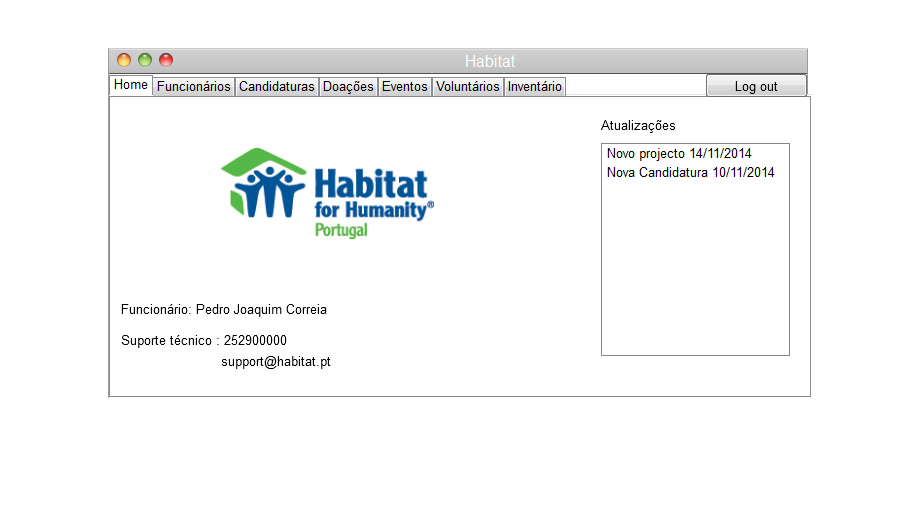 Habitat
Home Funcionários Candidaturas Doações Eventos Voluntários Inventário Log out
Atualizações
Novo projecto 14/11/2014
Nova Candidatura 10/11/2014
Habitat
for Humanity®
Portugal
Funcionário: Pedro Joaquim Correia
Suporte técnico : 252900000
support@habitat.pt